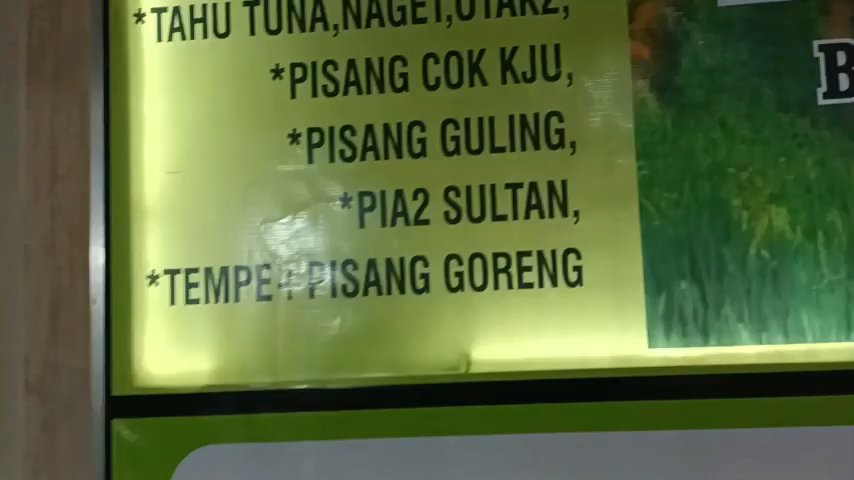 *TAHU TUNA,NAGET,OTAK2,
*PISANG COK KJU,
*PISANG GULING,
*PIA2 SULTAN,
*TEMPE+PISANG GORENG
B